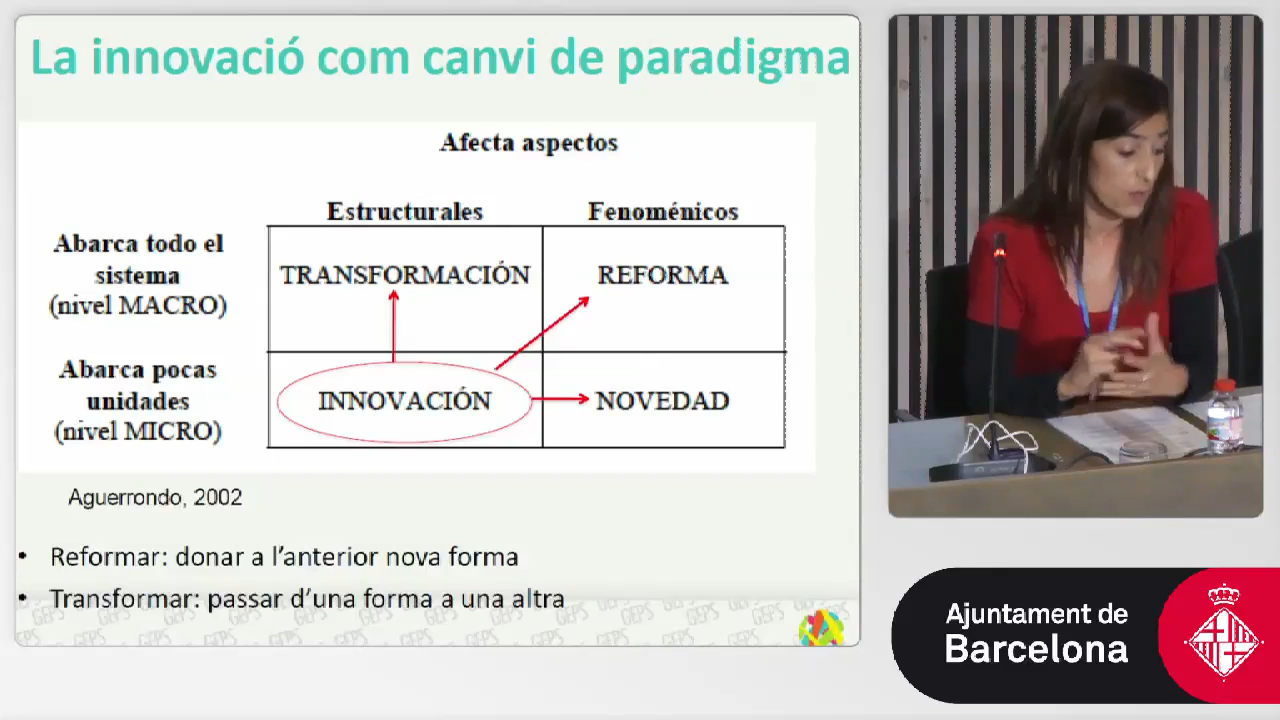 La innovació com canvi de paradigma
Afecta aspectos
Estructurales Fenoménicos
Abarca todo el
sistema
(nivel MACRO)
TRANSFORMACIÓN REFORMA
Abarca pocas
unidades
(nivel MICRO)
INNOVACIÓN NOVEDAD
Aguerrondo, 2002
• Reformar: donar a l'anterior nova forma
• Transformar: passar d'una forma a una altra
GEPS
Ajuntament de
Barcelona